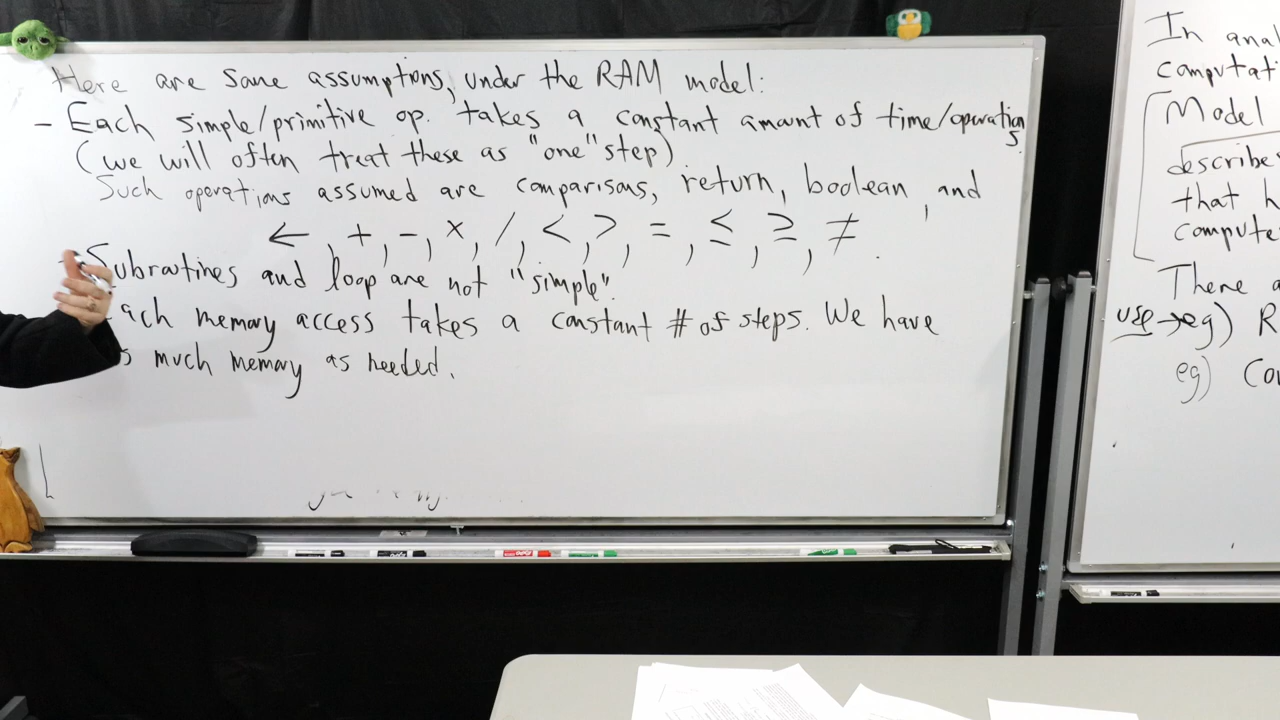 Here are some assumptions, under the RAM model:
- Each simple/primitive op. takes a constant amount of time/operations.
(we will often treat these as "one" step)
Such operations assumed are comparisons, return, boolean, and
←, +, -, ×, /, <, >, =, ≤, ≥, ≠.
- Subroutines and loop are not "simple".
ach memory access takes a constant # of steps. We have
s much memory as needed.
In anal
computati
Model
describes
that h
compute
There a
use→eg) R
eg) Co